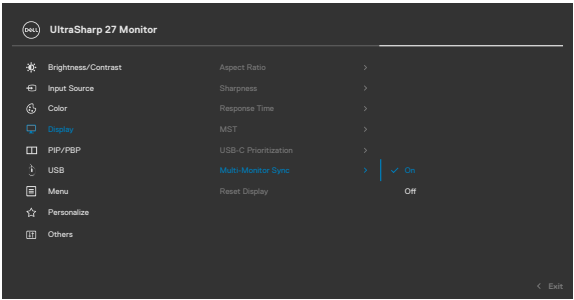 DELL UltraSharp 27 Monitor
Brightness/Contrast Aspect Ratio >
Input Source Sharpness >
Color Response Time >
Display MST >
PIP/PBP USB-C Prioritization >
USB Multi-Monitor Sync > ✓ On
Menu Reset Display Off
Personalize
Others
< Exit